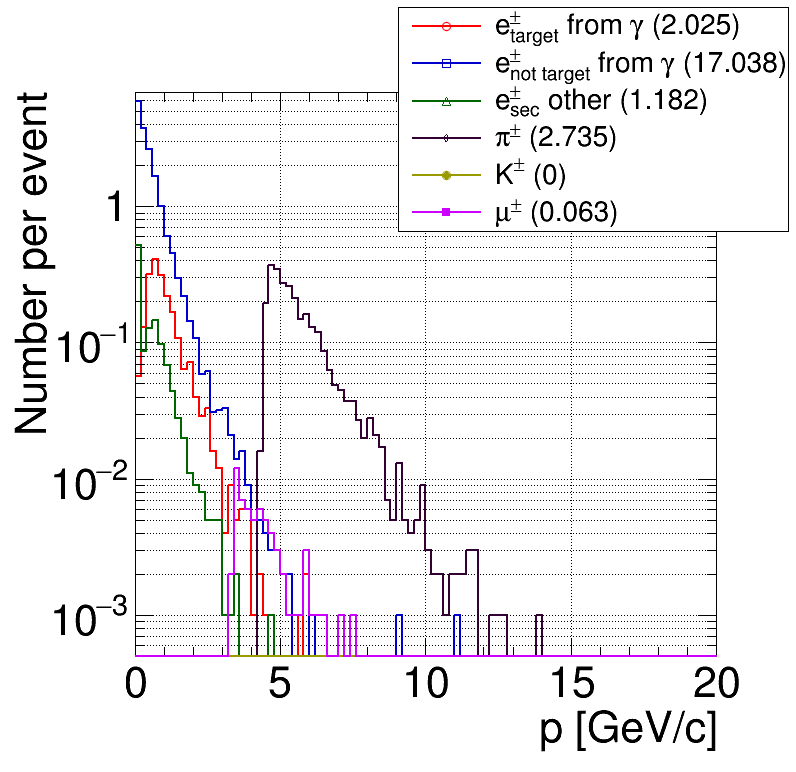 e±target from γ (2.025)
e±not target from γ (17.038)
e±sec other (1.182)
π± (2.735)
K± (0)
μ± (0.063)
Number per event
1
10−1
10−2
10−3
0 5 10 15 20
p [GeV/c]